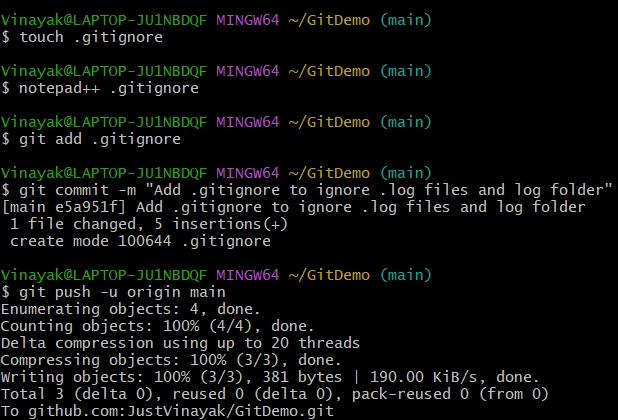 Vinayak@LAPTOP-JU1NBDQF MINGW64 ~/GitDemo (main)
$ touch .gitignore
Vinayak@LAPTOP-JU1NBDQF MINGW64 ~/GitDemo (main)
$ notepad++ .gitignore
Vinayak@LAPTOP-JU1NBDQF MINGW64 ~/GitDemo (main)
$ git add .gitignore
Vinayak@LAPTOP-JU1NBDQF MINGW64 ~/GitDemo (main)
$ git commit -m "Add .gitignore to ignore .log files and log folder"
[main e5a951f] Add .gitignore to ignore .log files and log folder
 1 file changed, 5 insertions(+)
 create mode 100644 .gitignore
Vinayak@LAPTOP-JU1NBDQF MINGW64 ~/GitDemo (main)
$ git push -u origin main
Enumerating objects: 4, done.
Counting objects: 100% (4/4), done.
Delta compression using up to 20 threads
Compressing objects: 100% (3/3), done.
Writing objects: 100% (3/3), 381 bytes | 190.00 KiB/s, done.
Total 3 (delta 0), reused 0 (delta 0), pack-reused 0 (from 0)
To github.com:JustVinayak/GitDemo.git